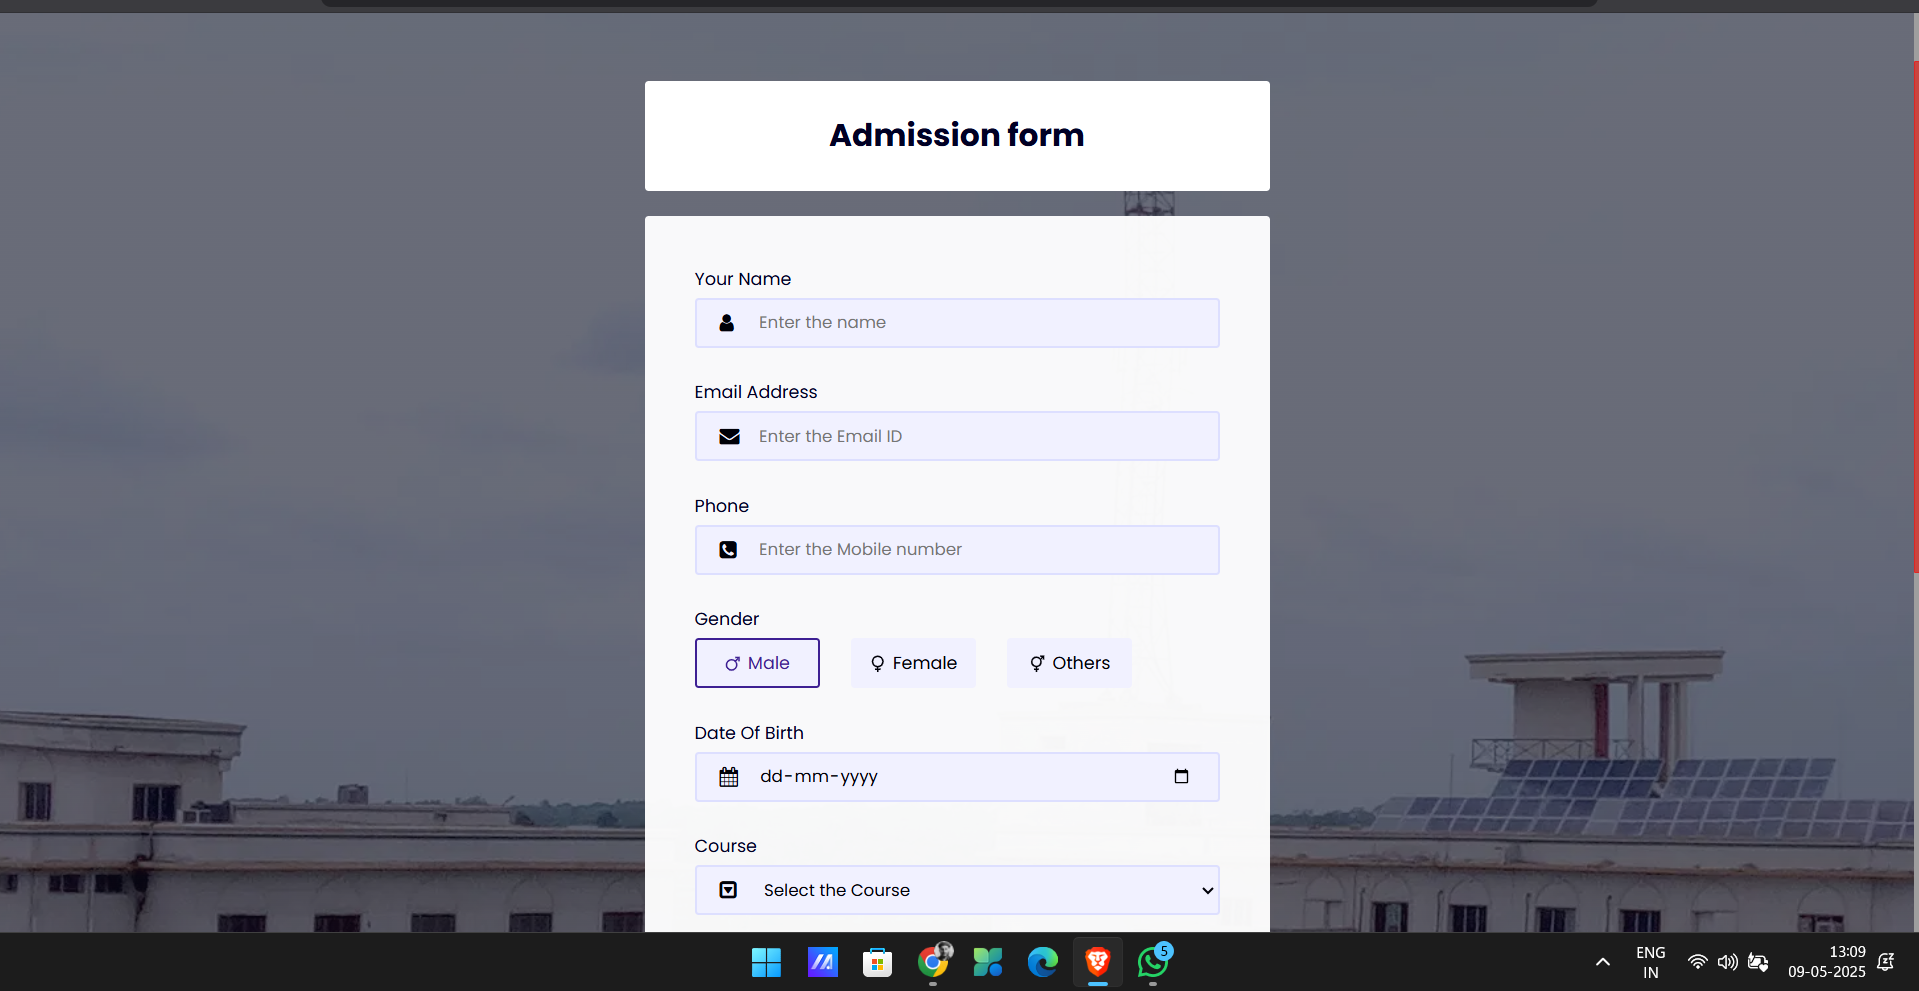 Admission form
Your Name
Enter the name
Email Address
Enter the Email ID
Phone
Enter the Mobile number
Gender
Male Female Others
Date Of Birth
dd-mm-yyyy
Course
Select the Course
5
ENG
IN
13:09
09-05-2025